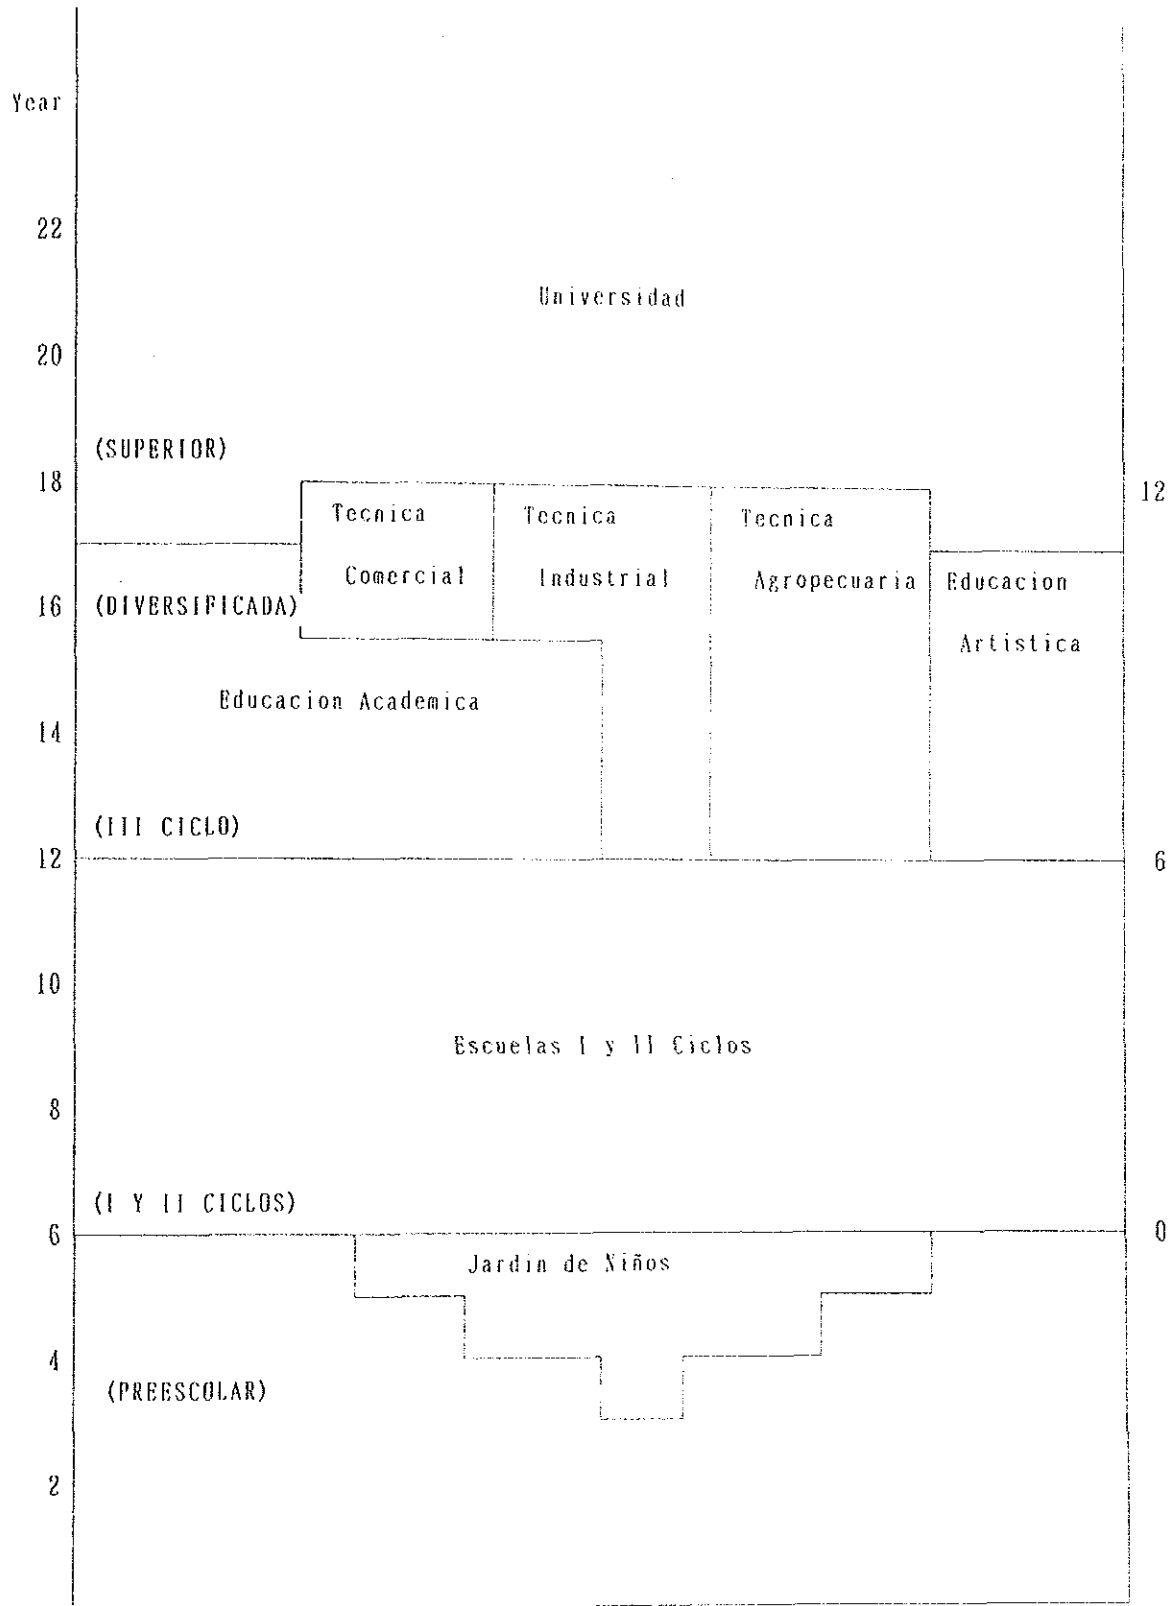 Year
22
Universidad
20
(SUPERIOR)
18
12
Tecnica Tecnica Tecnica
Comercial Industrial Agropecuaria Educacion
16 (DIVERSIFICADA)
Artistica
Educacion Academica
14
(III CICLO)
12
6
10
Escuelas I y II Ciclos
8
(I Y II CICLOS)
6
0
Jardin de Niños
4
(PREESCOLAR)
2